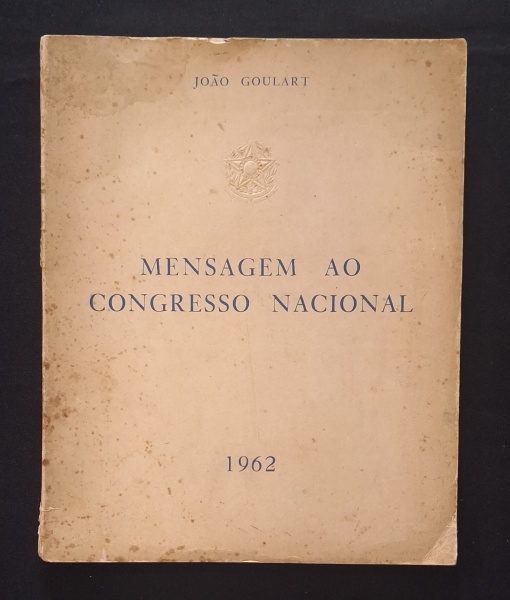 JOÃO GOULART
MENSAGEM AO
CONGRESSO NACIONAL
1962